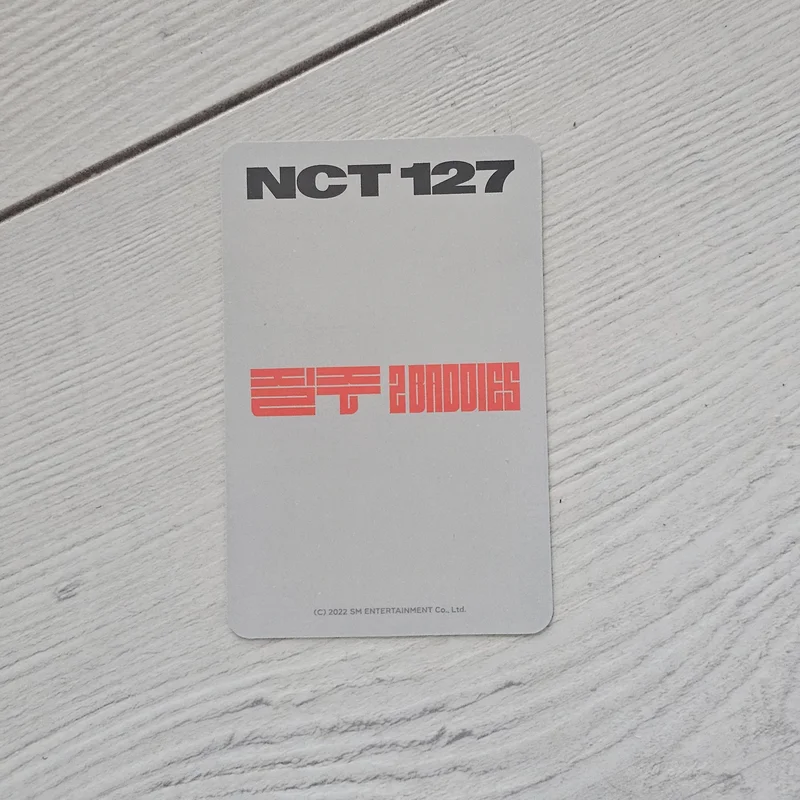 NCT 127
질주 2 BADDIES
(C) 2022 SM ENTERTAINMENT Co., Ltd.